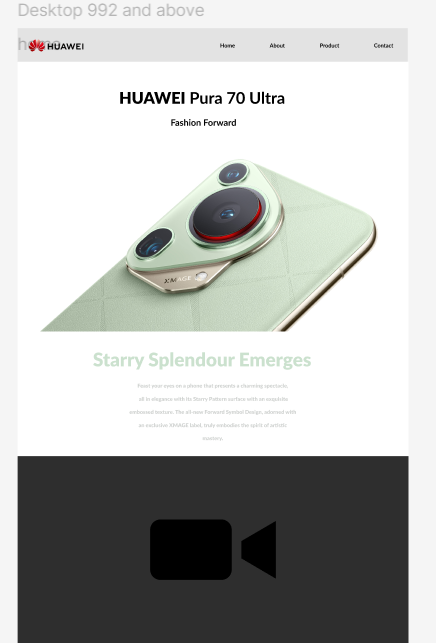 Desktop 992 and above
home
HUAWEI
Home About Product Contact
HUAWEI Pura 70 Ultra
Fashion Forward
XMAGE
Starry Splendour Emerges
Feast your eyes on a phone that presents a charming spectacle,
all in elegance with its Starry Pattern surface with an exquisite
embossed texture. The all-new Forward Symbol Design, adorned with
an exclusive XMAGE label, truly embodies the spirit of artistic
mastery.